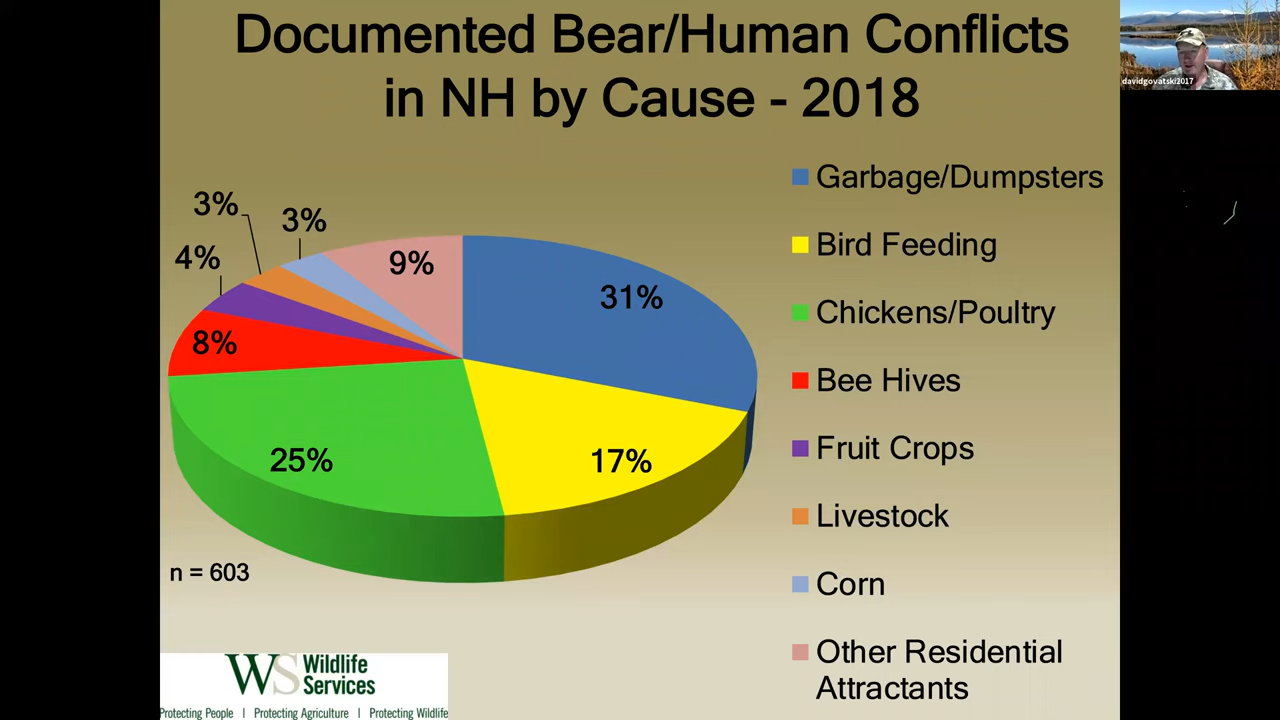 Documented Bear/Human Conflicts
in NH by Cause - 2018
davidgovatski2017
Garbage/Dumpsters
3%
3%
Bird Feeding
4%
9%
31%
Chickens/Poultry
8%
Bee Hives
25%
17%
Fruit Crops
Livestock
n = 603
Corn
Other Residential
Attractants
WS Wildlife
Services
Protecting People | Protecting Agriculture | Protecting Wildlife